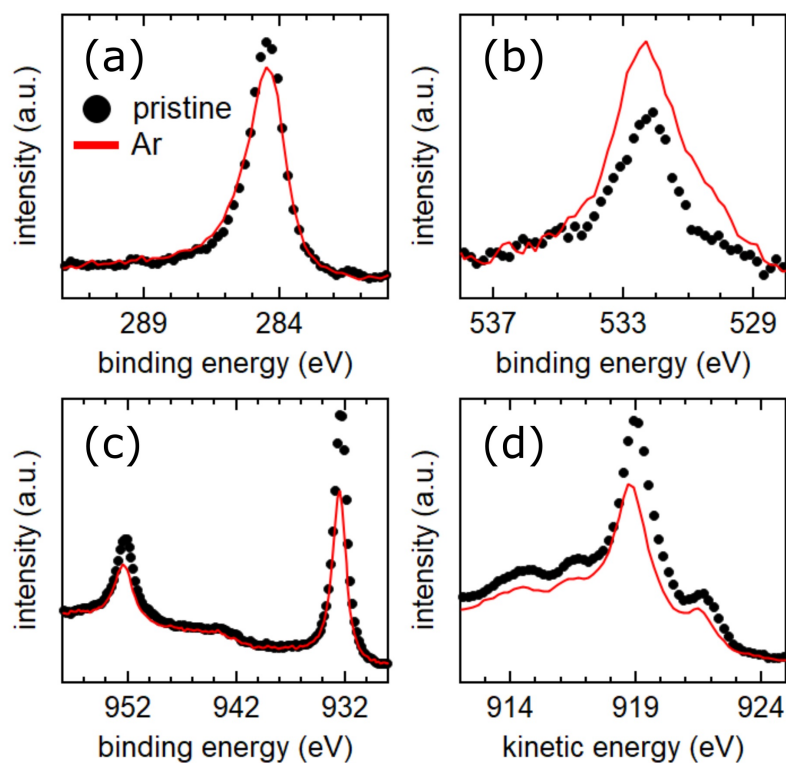 (a)
pristine
Ar
intensity (a.u.)
289 284
binding energy (eV)
(b)
intensity (a.u.)
537 533 529
binding energy (eV)
(c)
intensity (a.u.)
952 942 932
binding energy (eV)
(d)
intensity (a.u.)
914 919 924
kinetic energy (eV)